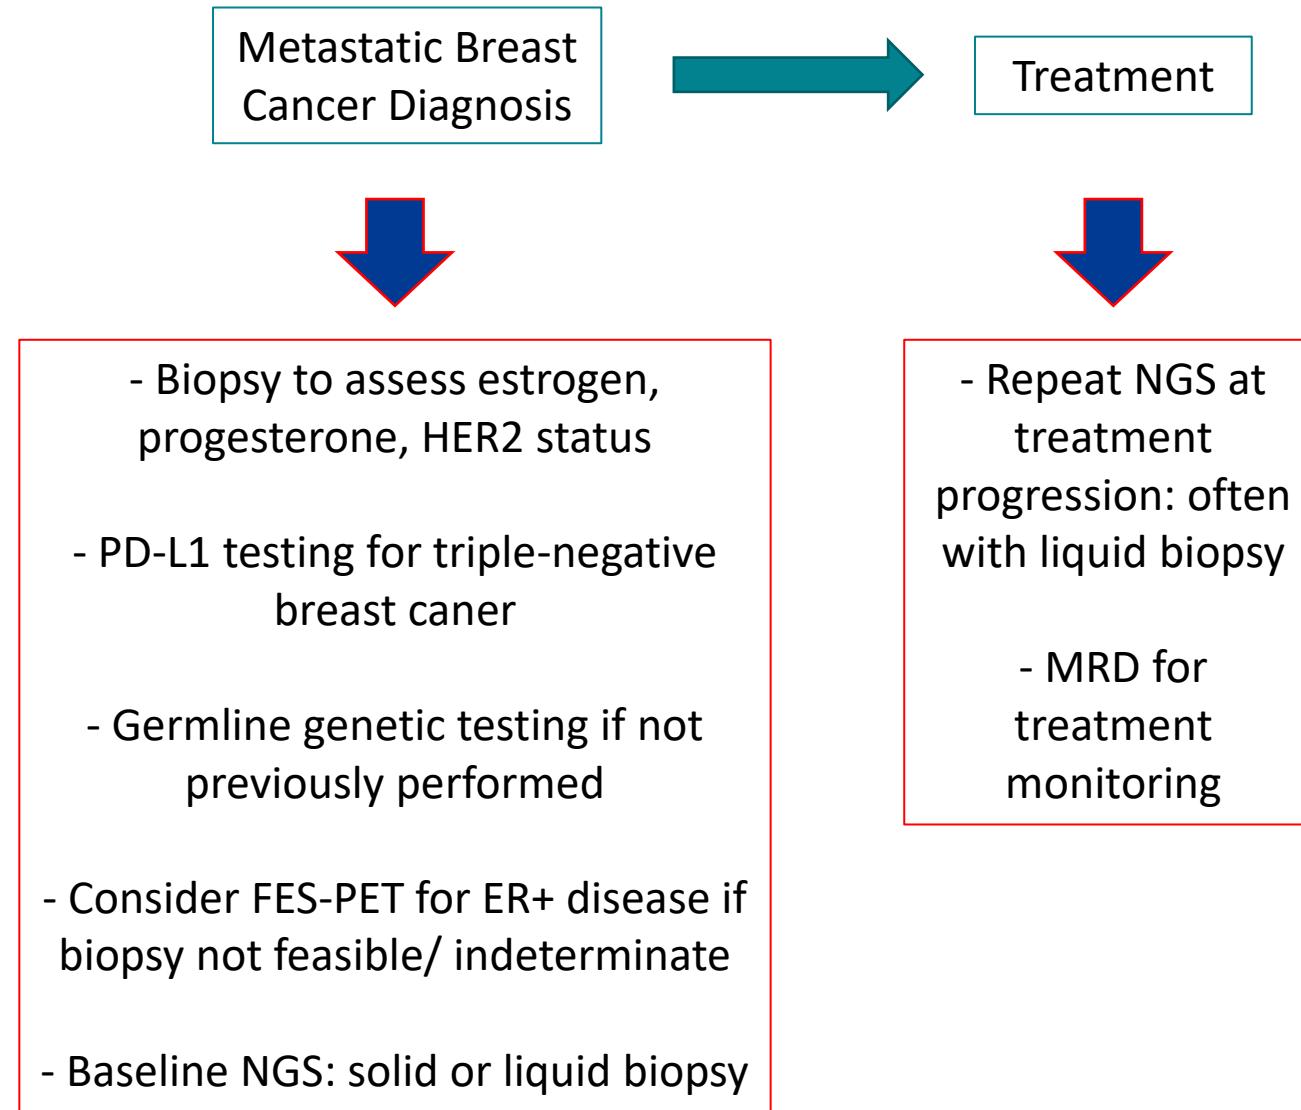 Metastatic Breast
Cancer Diagnosis
Treatment
- Biopsy to assess estrogen,
progesterone, HER2 status
- PD-L1 testing for triple-negative
breast caner
- Germline genetic testing if not
previously performed
- Consider FES-PET for ER+ disease if
biopsy not feasible/ indeterminate
- Baseline NGS: solid or liquid biopsy
- Repeat NGS at
treatment
progression: often
with liquid biopsy
- MRD for
treatment
monitoring